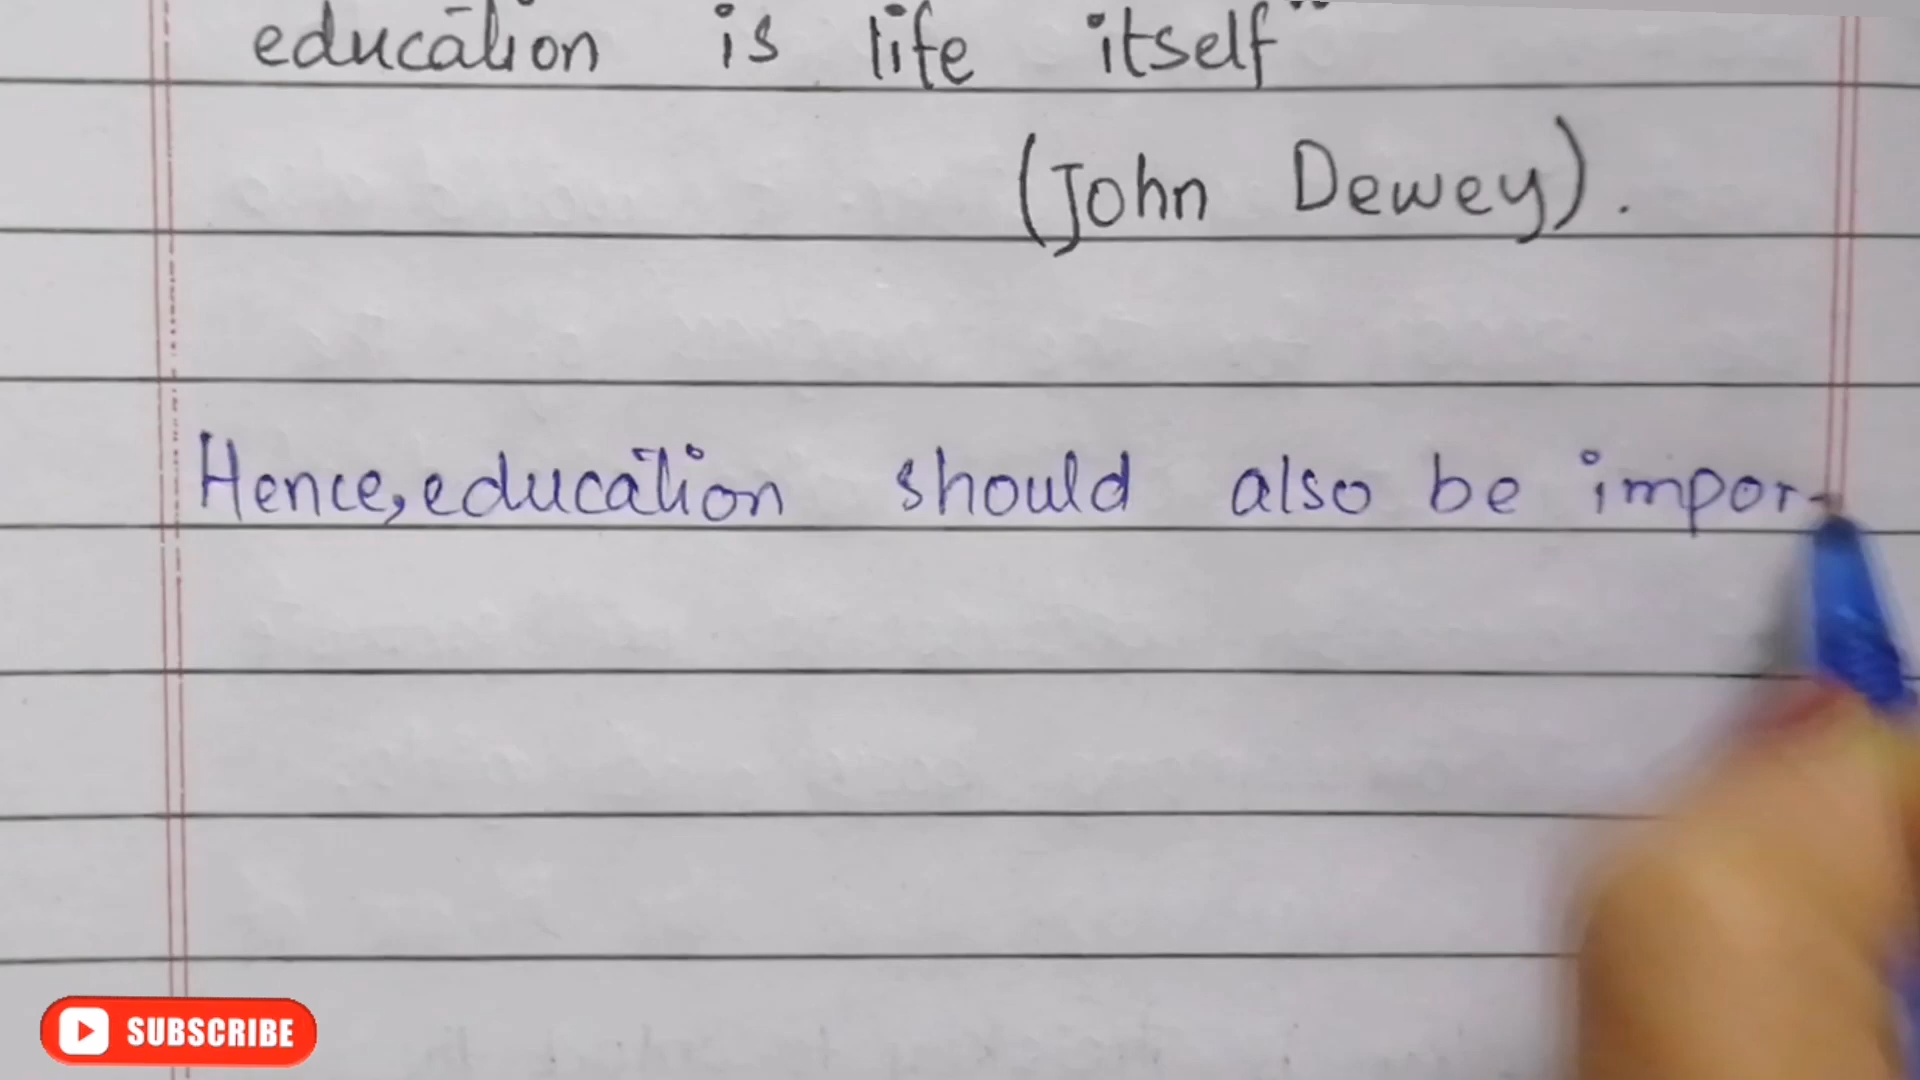 education is life itself"
(John Dewey).
Hence, education should also be impor-
SUBSCRIBE